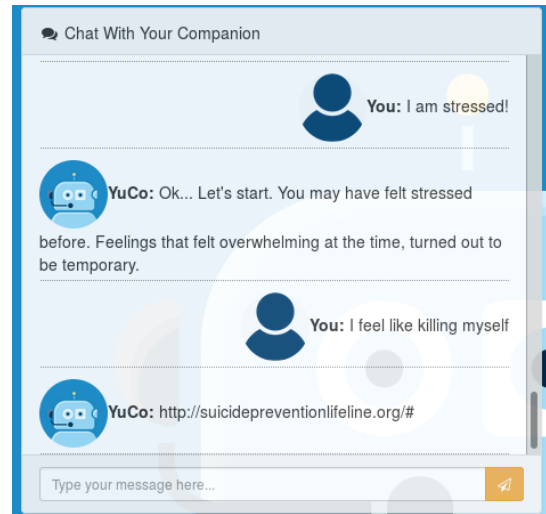 Chat With Your Companion
You: I am stressed!
YuCo: Ok... Let's start. You may have felt stressed
before. Feelings that felt overwhelming at the time, turned out to
be temporary.
You: I feel like killing myself
YuCo: http://suicidepreventionlifeline.org/#
Type your message here...